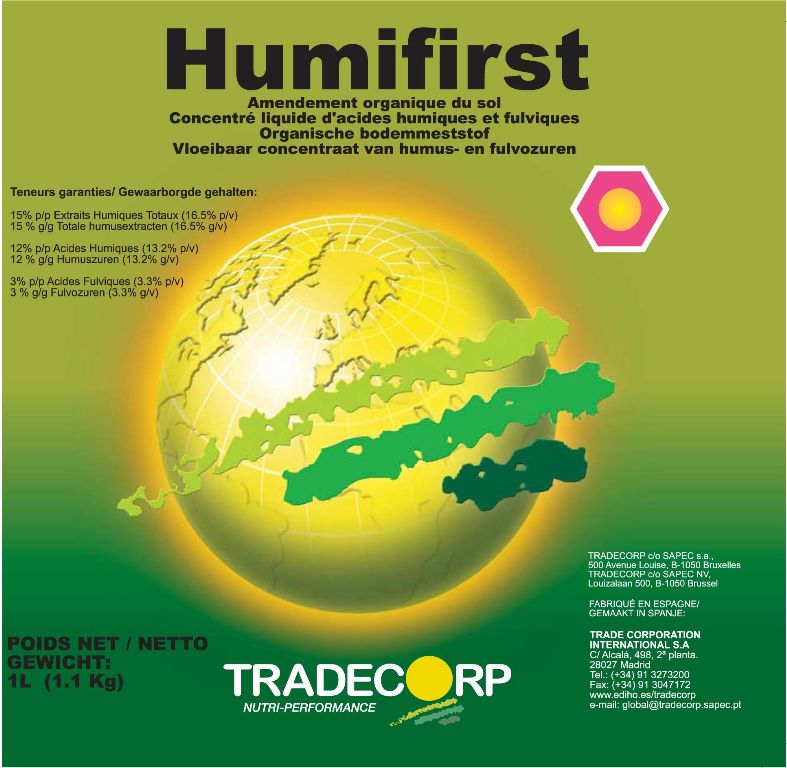 Humifirst
Amendement organique du sol
Concentré liquide d'acides humiques et fulviques
Organische bodemmeststof
Vloeibaar concentraat van humus- en fulvozuren
Teneurs garanties/ Gewaarborgde gehalten:
15% p/p Extraits Humiques Totaux (16.5% p/v)
15 % g/g Totale humusextracten (16.5% g/v)
12% p/p Acides Humiques (13.2% p/v)
12 % g/g Humuszuren (13.2% g/v)
3% p/p Acides Fulviques (3.3% p/v)
3 % g/g Fulvozuren (3.3% g/v)
TRADECORP c/o SAPEC s.a.,
500 Avenue Louise, B-1050 Bruxelles
TRADECORP c/o SAPEC NV,
Louizalaan 500, B-1050 Brussel
FABRIQUÉ EN ESPAGNE/
GEMAAKT IN SPANJE:
TRADE CORPORATION
INTERNATIONAL S.A
C/ Alcalá, 498, 2ª planta.
28027 Madrid
Tel.: (+34) 91 3273200
Fax: (+34) 91 3047172
www.ediho.es/tradecorp
e-mail: global@tradecorp.sapec.pt
POIDS NET / NETTO
GEWICHT:
1L (1.1 Kg)
TRADECORP
NUTRI-PERFORMANCE